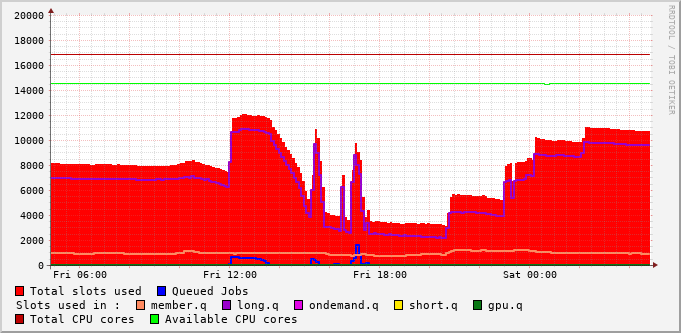 RRDTOOL / TOBI OETIKER
20000
18000
16000
14000
12000
10000
8000
6000
4000
2000
0
Fri 06:00 Fri 12:00 Fri 18:00 Sat 00:00
Total slots used Queued Jobs
Slots used in : member.q long.q ondemand.q short.q gpu.q
Total CPU cores Available CPU cores